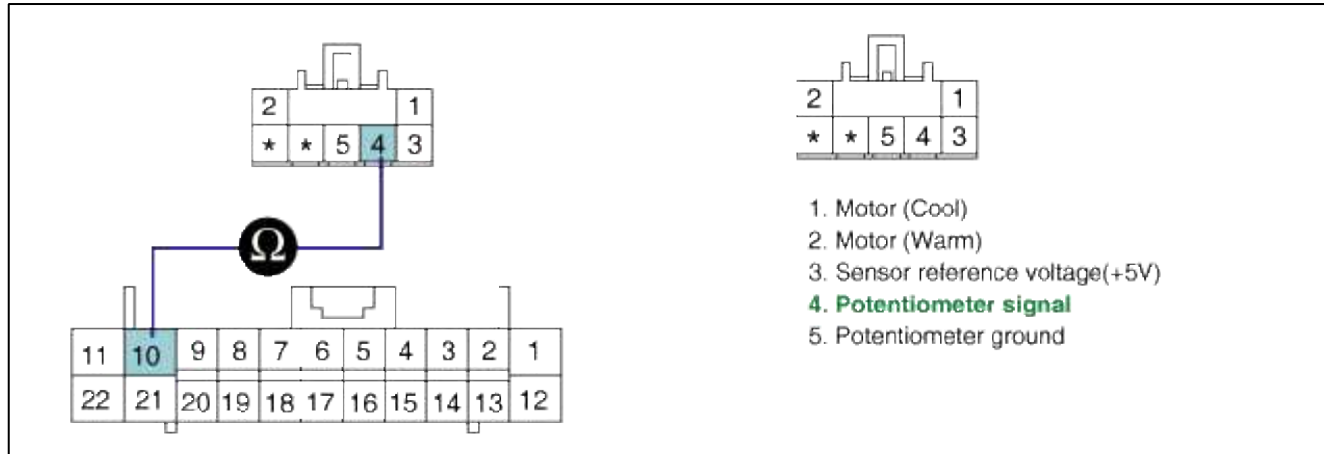 2 1
* * 5 4 3
Ω
11 10 9 8 7 6 5 4 3 2 1
22 21 20 19 18 17 16 15 14 13 12
2 1
* * 5 4 3
1. Motor (Cool)
2. Motor (Warm)
3. Sensor reference voltage(+5V)
4. Potentiometer signal
5. Potentiometer ground